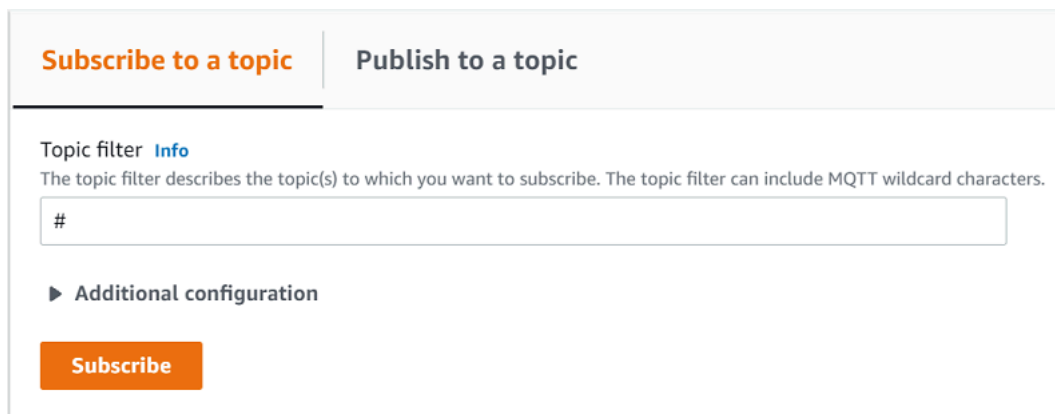 Subscribe to a topic
Publish to a topic
Topic filter Info
The topic filter describes the topic(s) to which you want to subscribe. The topic filter can include MQTT wildcard characters.
#
Additional configuration
Subscribe